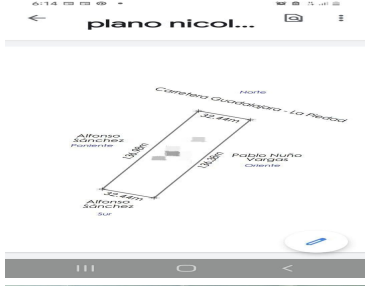 6:14
plano nicol...
Norte
Carretera Guadalajara - La Piedad
32.44m
Alfonso
Sánchez
Poniente
Pablo Nuño
Vargas
Oriente
32.44m
Alfonso
Sánchez
Sur